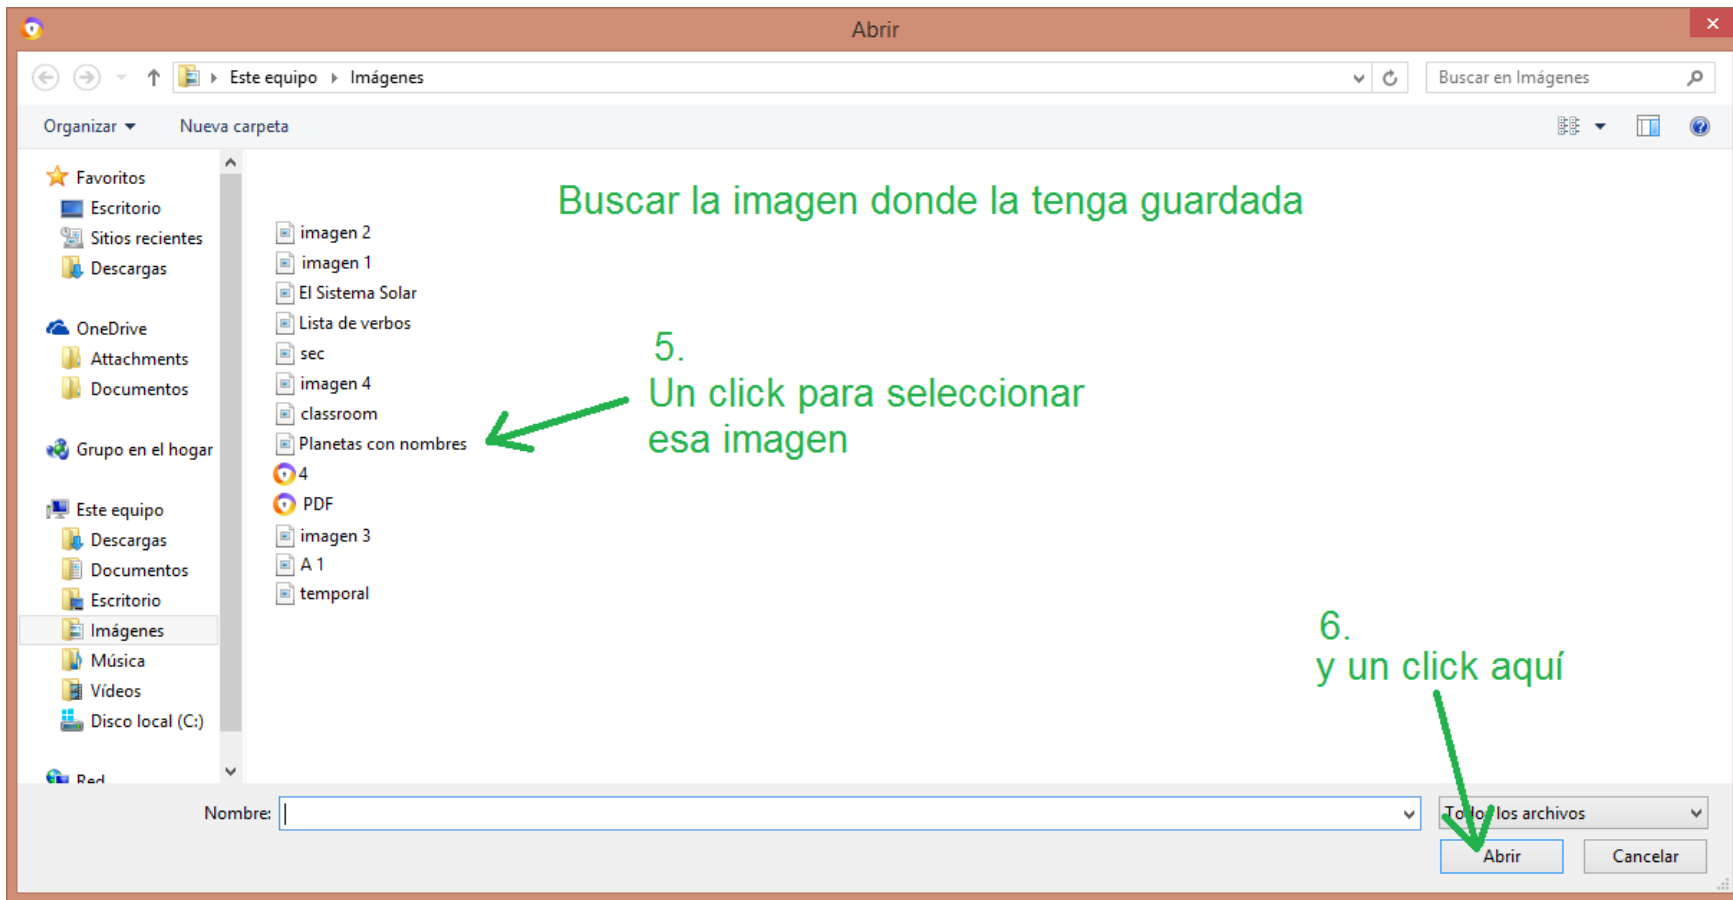 Abrir
Este equipo Imágenes
Buscar en Imágenes
Organizar Nueva carpeta
Favoritos
Escritorio
Sitios recientes
Descargas
OneDrive
Attachments
Documentos
Grupo en el hogar
Este equipo
Descargas
Documentos
Escritorio
Imágenes
Música
Vídeos
Disco local (C:)
Red
Buscar la imagen donde la tenga guardada
imagen 2
imagen 1
El Sistema Solar
Lista de verbos
sec
imagen 4
classroom
Planetas con nombres
4
PDF
imagen 3
A 1
temporal
5.
Un click para seleccionar
esa imagen
6.
y un click aquí
Nombre:
Todos los archivos
Abrir Cancelar